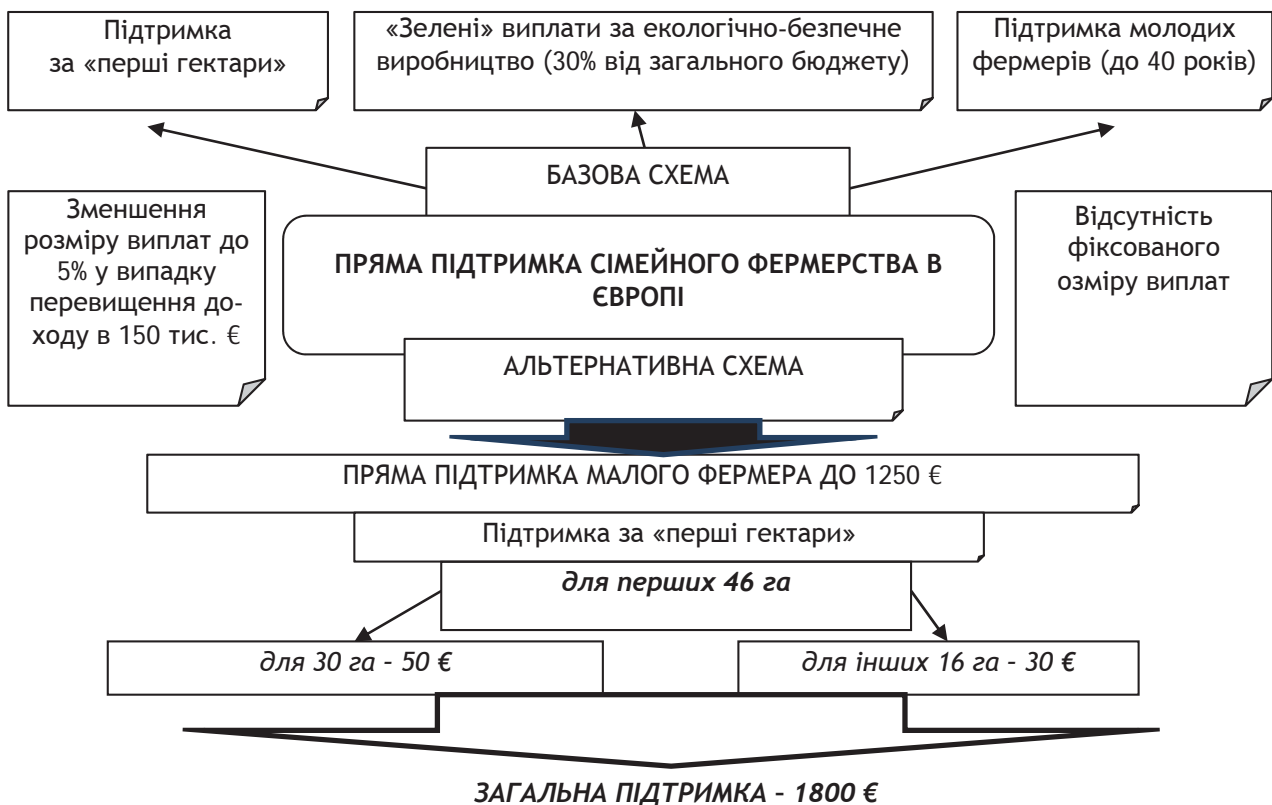 Підтримка
за «перші гектари»
«Зелені» виплати за екологічно-безпечне
виробництво (30% від загального бюджету)
Підтримка молодих
фермерів (до 40 років)
БАЗОВА СХЕМА
Зменшення
розміру виплат до
5% у випадку
перевищення до-
ходу в 150 тис. €
ПРЯМА ПІДТРИМКА СІМЕЙНОГО ФЕРМЕРСТВА В
ЄВРОПІ
Відсутність
фіксованого
озміру виплат
АЛЬТЕРНАТИВНА СХЕМА
ПРЯМА ПІДТРИМКА МАЛОГО ФЕРМЕРА ДО 1250 €
Підтримка за «перші гектари»
для перших 46 га
для 30 га - 50 €
для інших 16 га - 30 €
ЗАГАЛЬНА ПІДТРИМКА - 1800 €